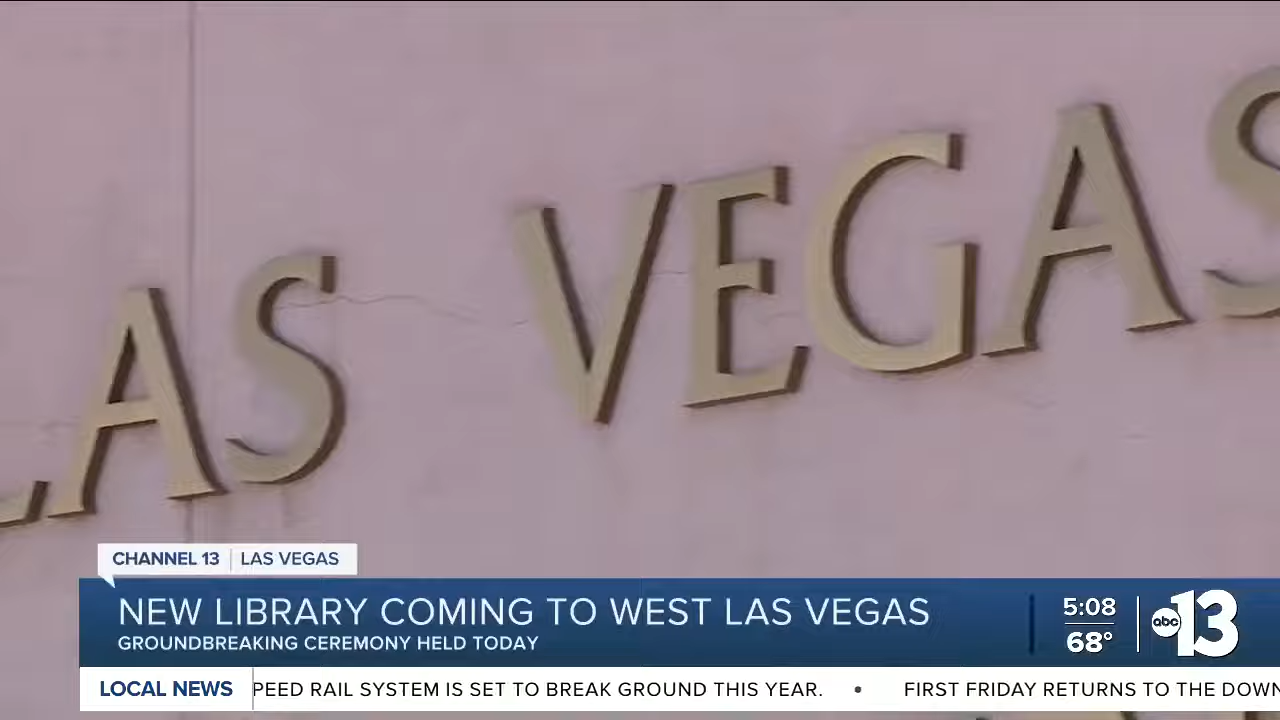 LAS VEGAS
CHANNEL 13 LAS VEGAS
NEW LIBRARY COMING TO WEST LAS VEGAS
GROUNDBREAKING CEREMONY HELD TODAY
5:08
68°
abc 13
LOCAL NEWS PEED RAIL SYSTEM IS SET TO BREAK GROUND THIS YEAR. • FIRST FRIDAY RETURNS TO THE DOWN